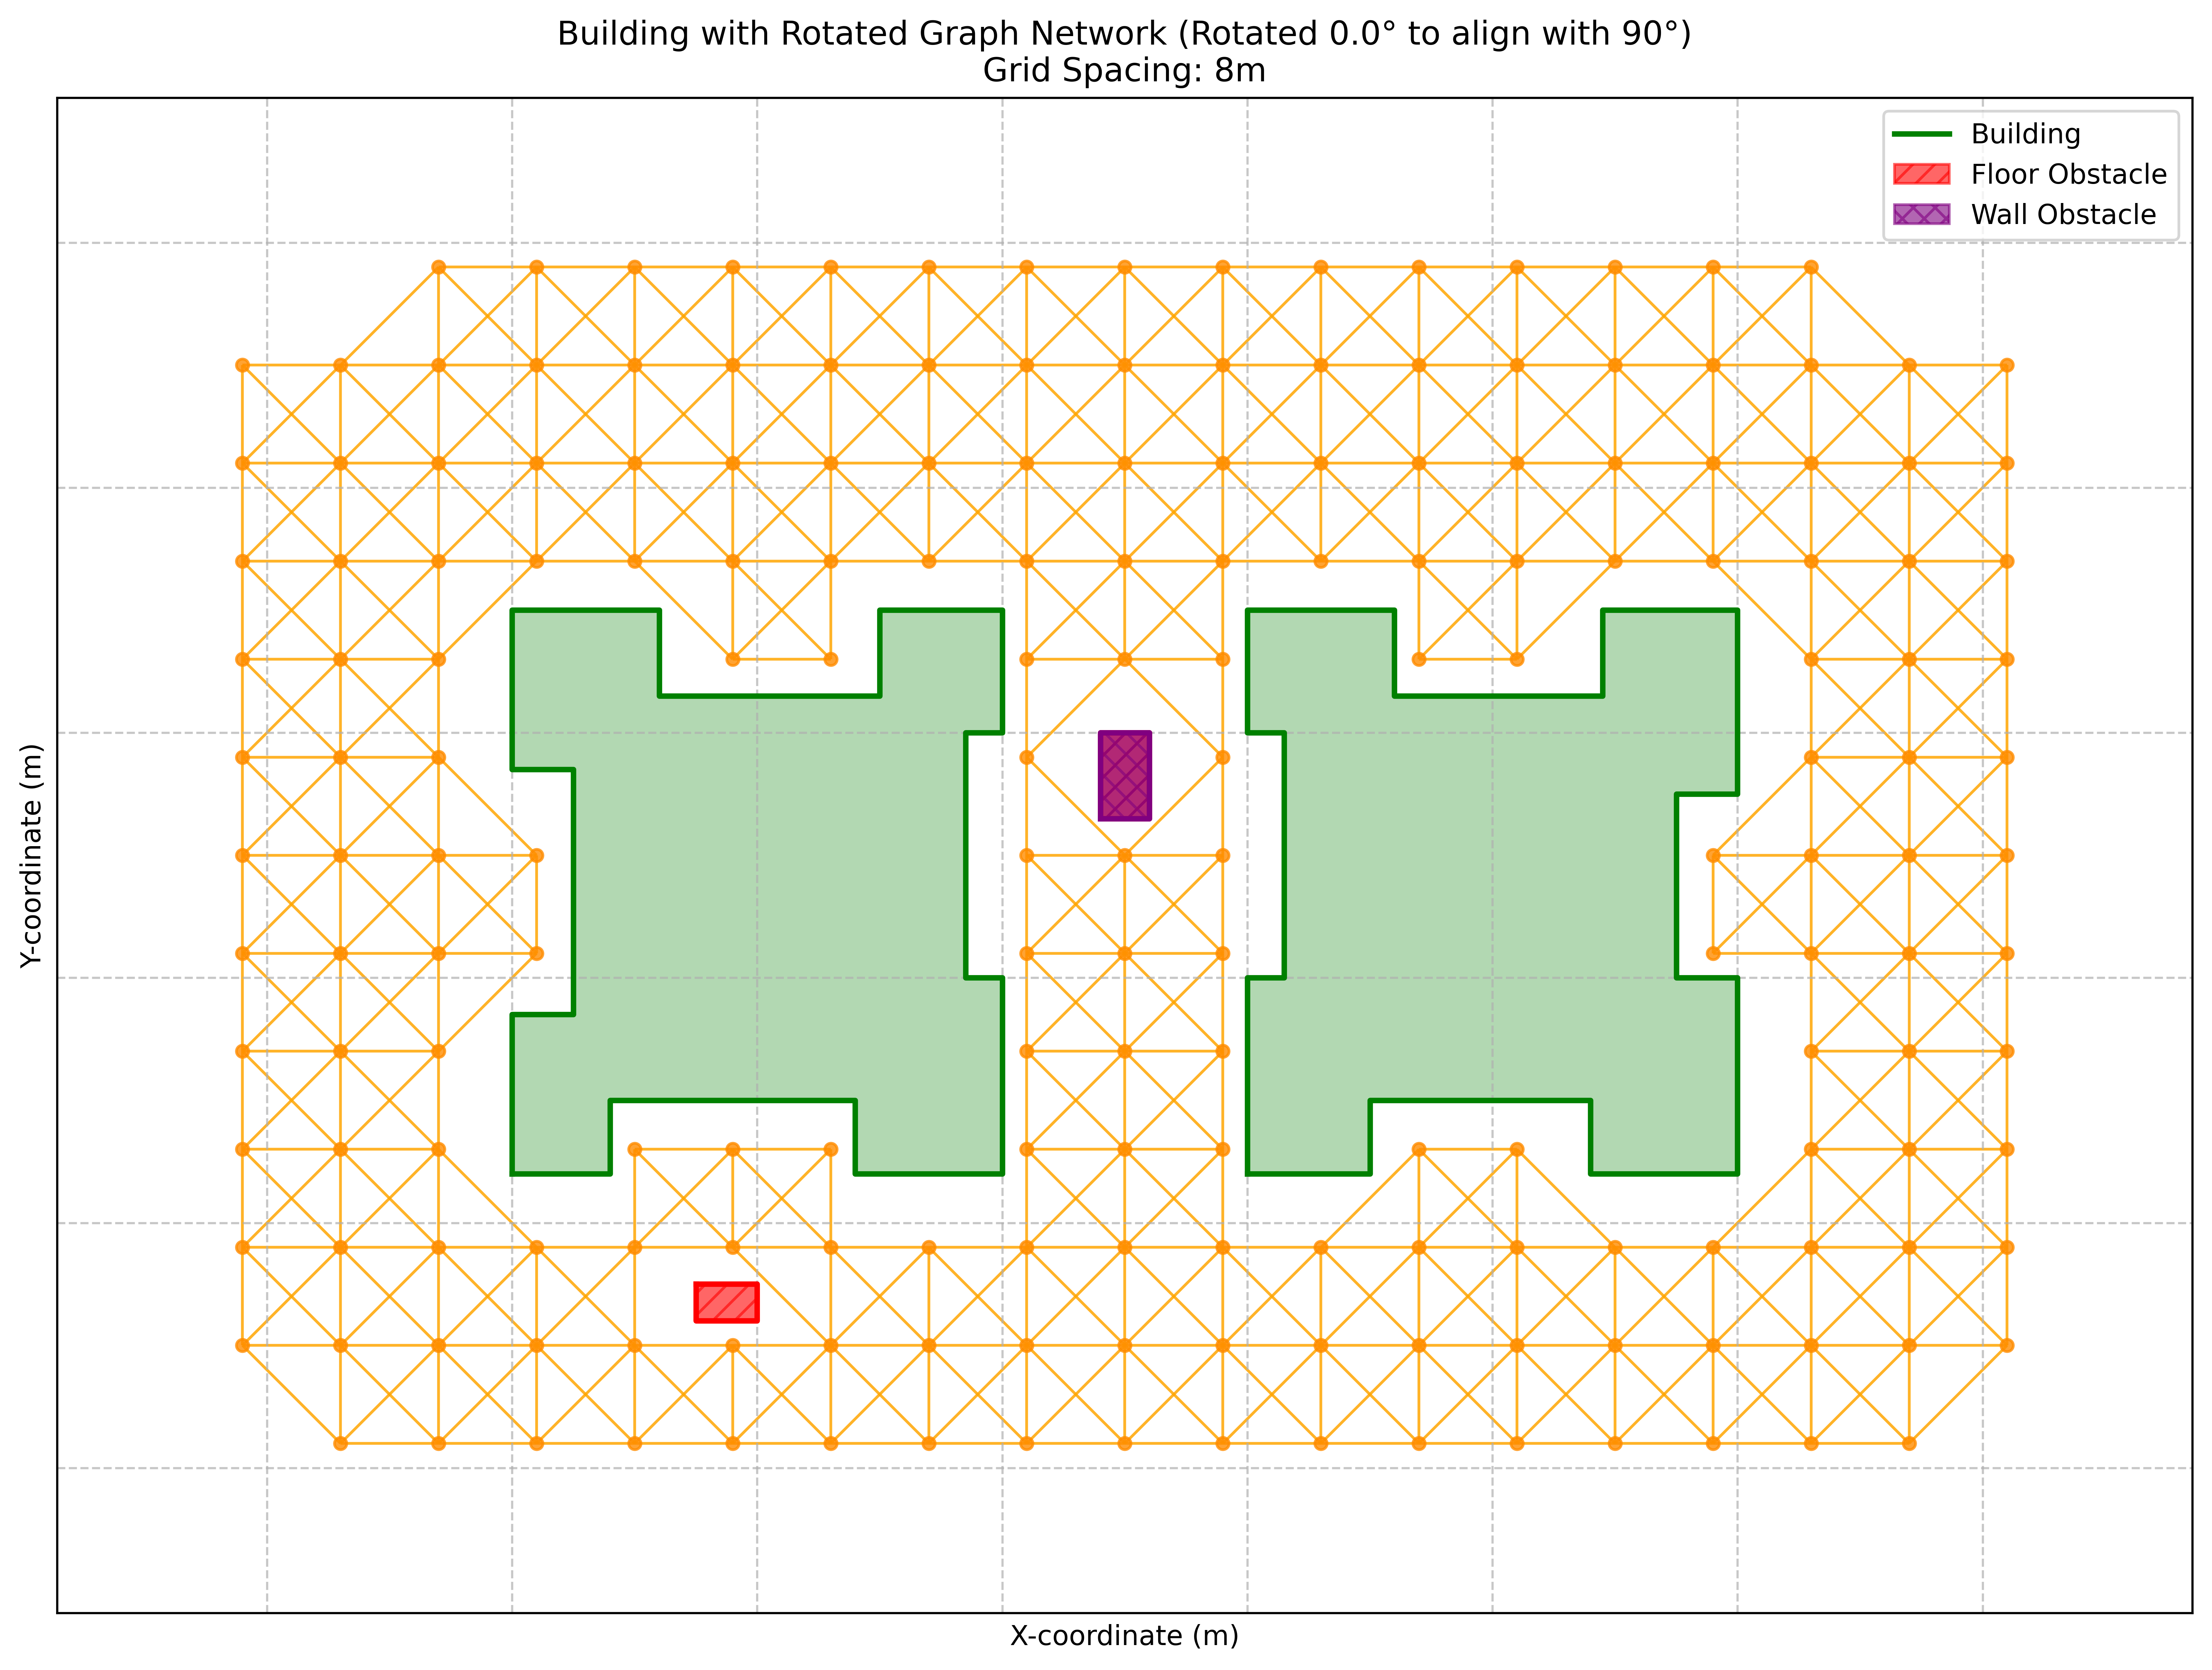 Building with Rotated Graph Network (Rotated 0.0° to align with 90°)
Grid Spacing: 8m
Building
Floor Obstacle
Wall Obstacle
Y-coordinate (m)
X-coordinate (m)